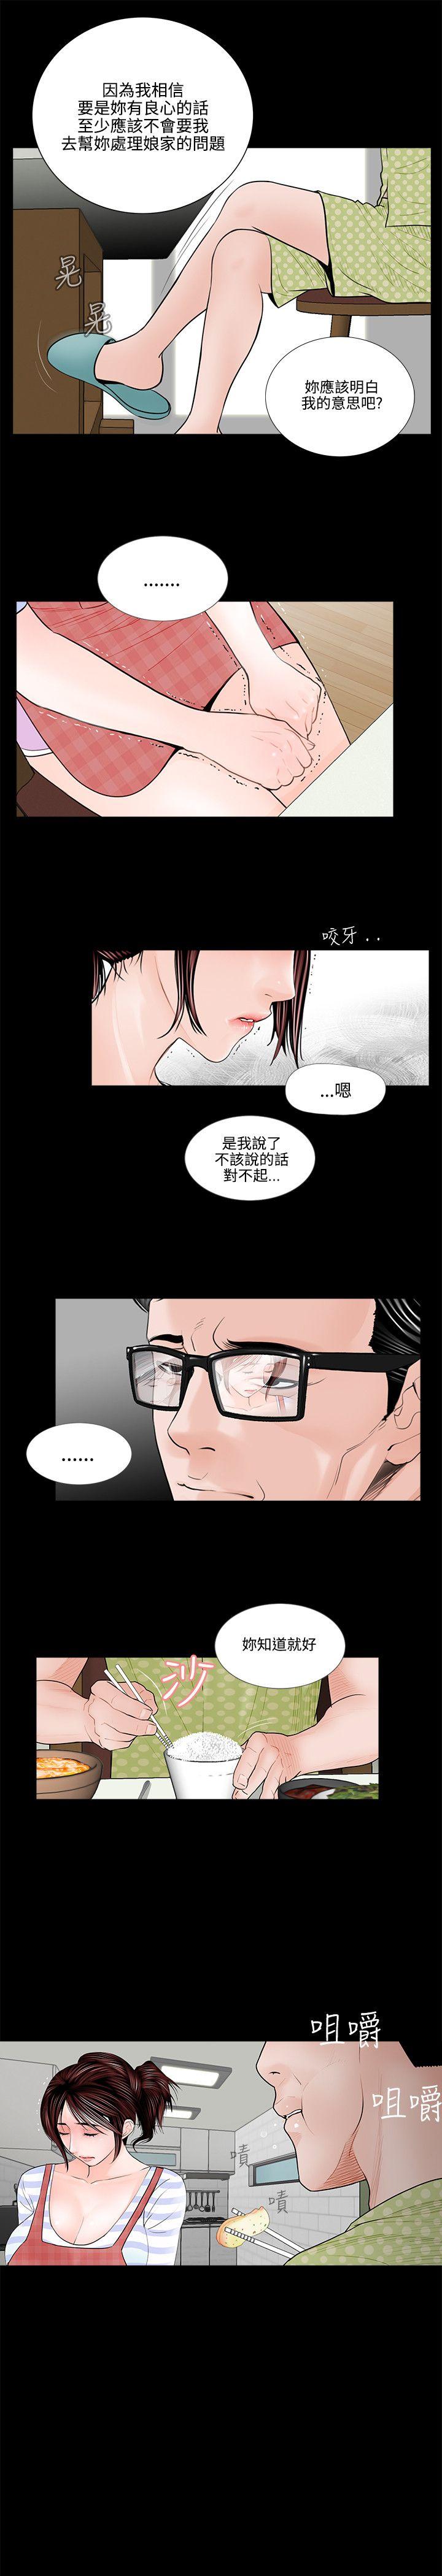 因為我相信
要是妳有良心的話
至少應該不會要我
去幫妳處理娘家的問題
晃
晃
妳應該明白
我的意思吧?
.......
咬牙..
...嗯
是我說了
不該說的話
對不起...
......
妳知道就好
沙
咀嚼
咀嚼
嘖
嘖